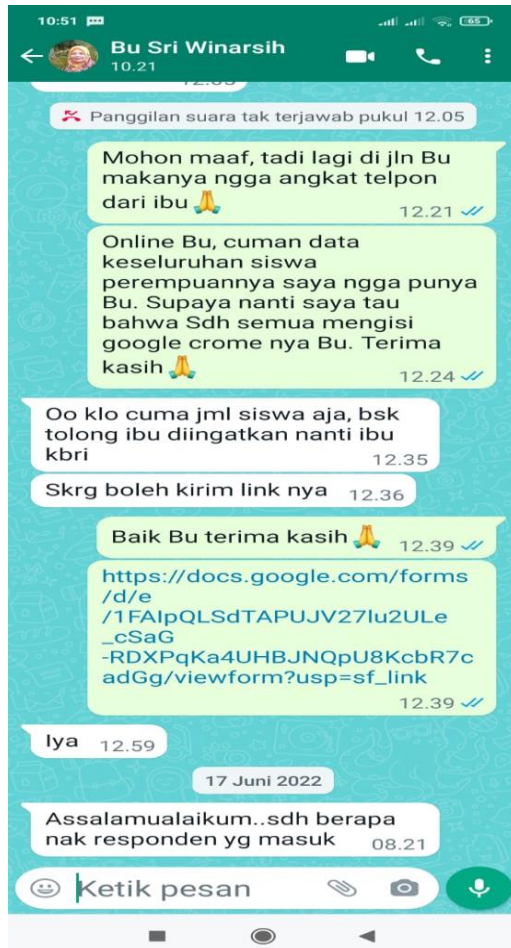 10:51
65
Bu Sri Winarsih
10.21
Panggilan suara tak terjawab pukul 12.05
Mohon maaf, tadi lagi di jln Bu
makanya ngga angkat telpon
dari ibu 🙏
12.21
Online Bu, cuman data
keseluruhan siswa
perempuannya saya ngga punya
Bu. Supaya nanti saya tau
bahwa Sdh semua mengisi
google crome nya Bu. Terima
kasih 🙏
12.24
Oo klo cuma jml siswa aja, bsk
tolong ibu diingatkan nanti ibu
kbri
12.35
Skrg boleh kirim link nya 12.36
Baik Bu terima kasih 🙏 12.39
https://docs.google.com/forms
/d/e
/1FAIpQLSdTAPUJV27lu2ULe
_cSaG
-RDXPqKa4UHBJNQpU8KcbR7c
adGg/viewform?usp=sf_link
12.39
Iya 12.59
17 Juni 2022
Assalamualaikum..sdh berapa
nak responden yg masuk 08.21
Ketik pesan